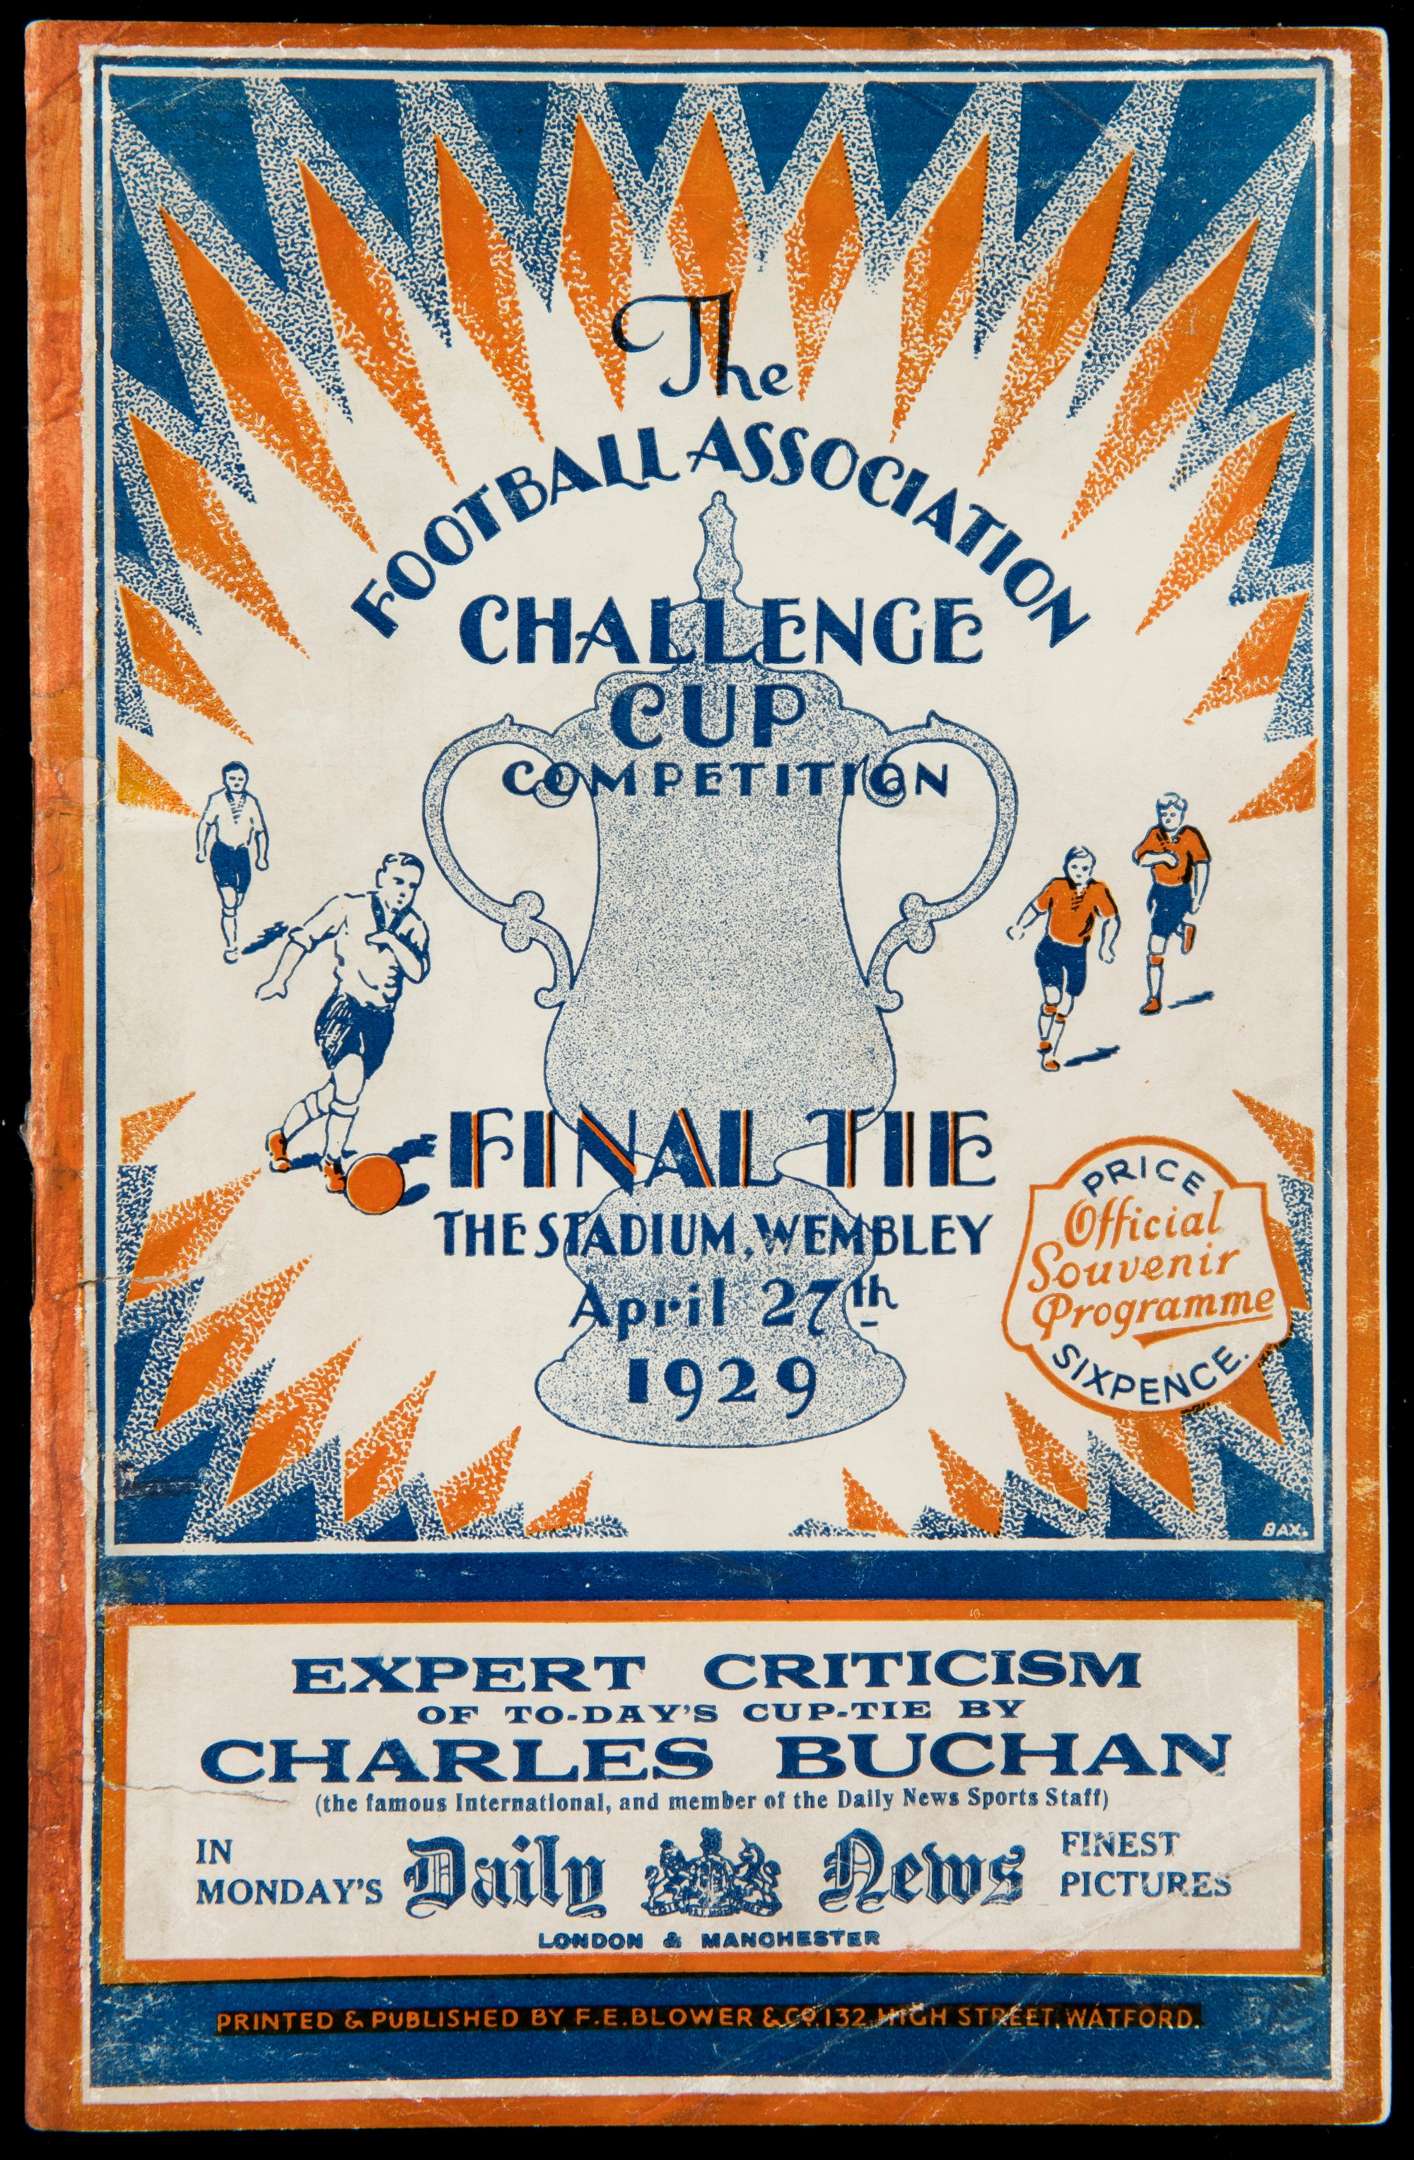 The
FOOTBALL ASSOCIATION
CHALLENGE
CUP
COMPETITION
FINAL TIE
THE STADIUM, WEMBLEY
April 27th
1929
PRICE
Official
Souvenir
Programme
SIXPENCE.
BAX.
EXPERT CRITICISM
OF TO-DAY'S CUP-TIE BY
CHARLES BUCHAN
(the famous International, and member of the Daily News Sports Staff)
IN MONDAY'S Daily News FINEST PICTURES
LONDON & MANCHESTER
PRINTED & PUBLISHED BY F.E. BLOWER & CO. 132, HIGH STREET, WATFORD.